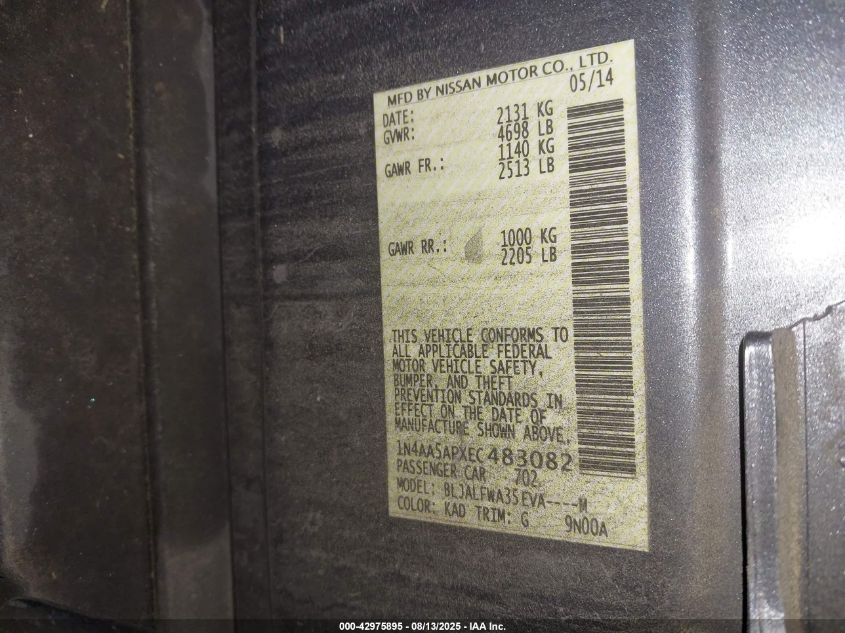 MFD BY NISSAN MOTOR CO., LTD.
DATE: 05/14
GVWR: 2131 KG
4698 LB
GAWR FR.: 1140 KG
2513 LB
GAWR RR.: 1000 KG
2205 LB
THIS VEHICLE CONFORMS TO
ALL APPLICABLE FEDERAL
MOTOR VEHICLE SAFETY,
BUMPER, AND THEFT
PREVENTION STANDARDS IN
EFFECT ON THE DATE OF
MANUFACTURE SHOWN ABOVE.
1N4AA5APXEC483082
PASSENGER CAR 702
MODEL: BLJALFWA35EVA----M
COLOR: KAD TRIM: G 9N00A
000-42975895 - 08/13/2025 - IAA Inc.